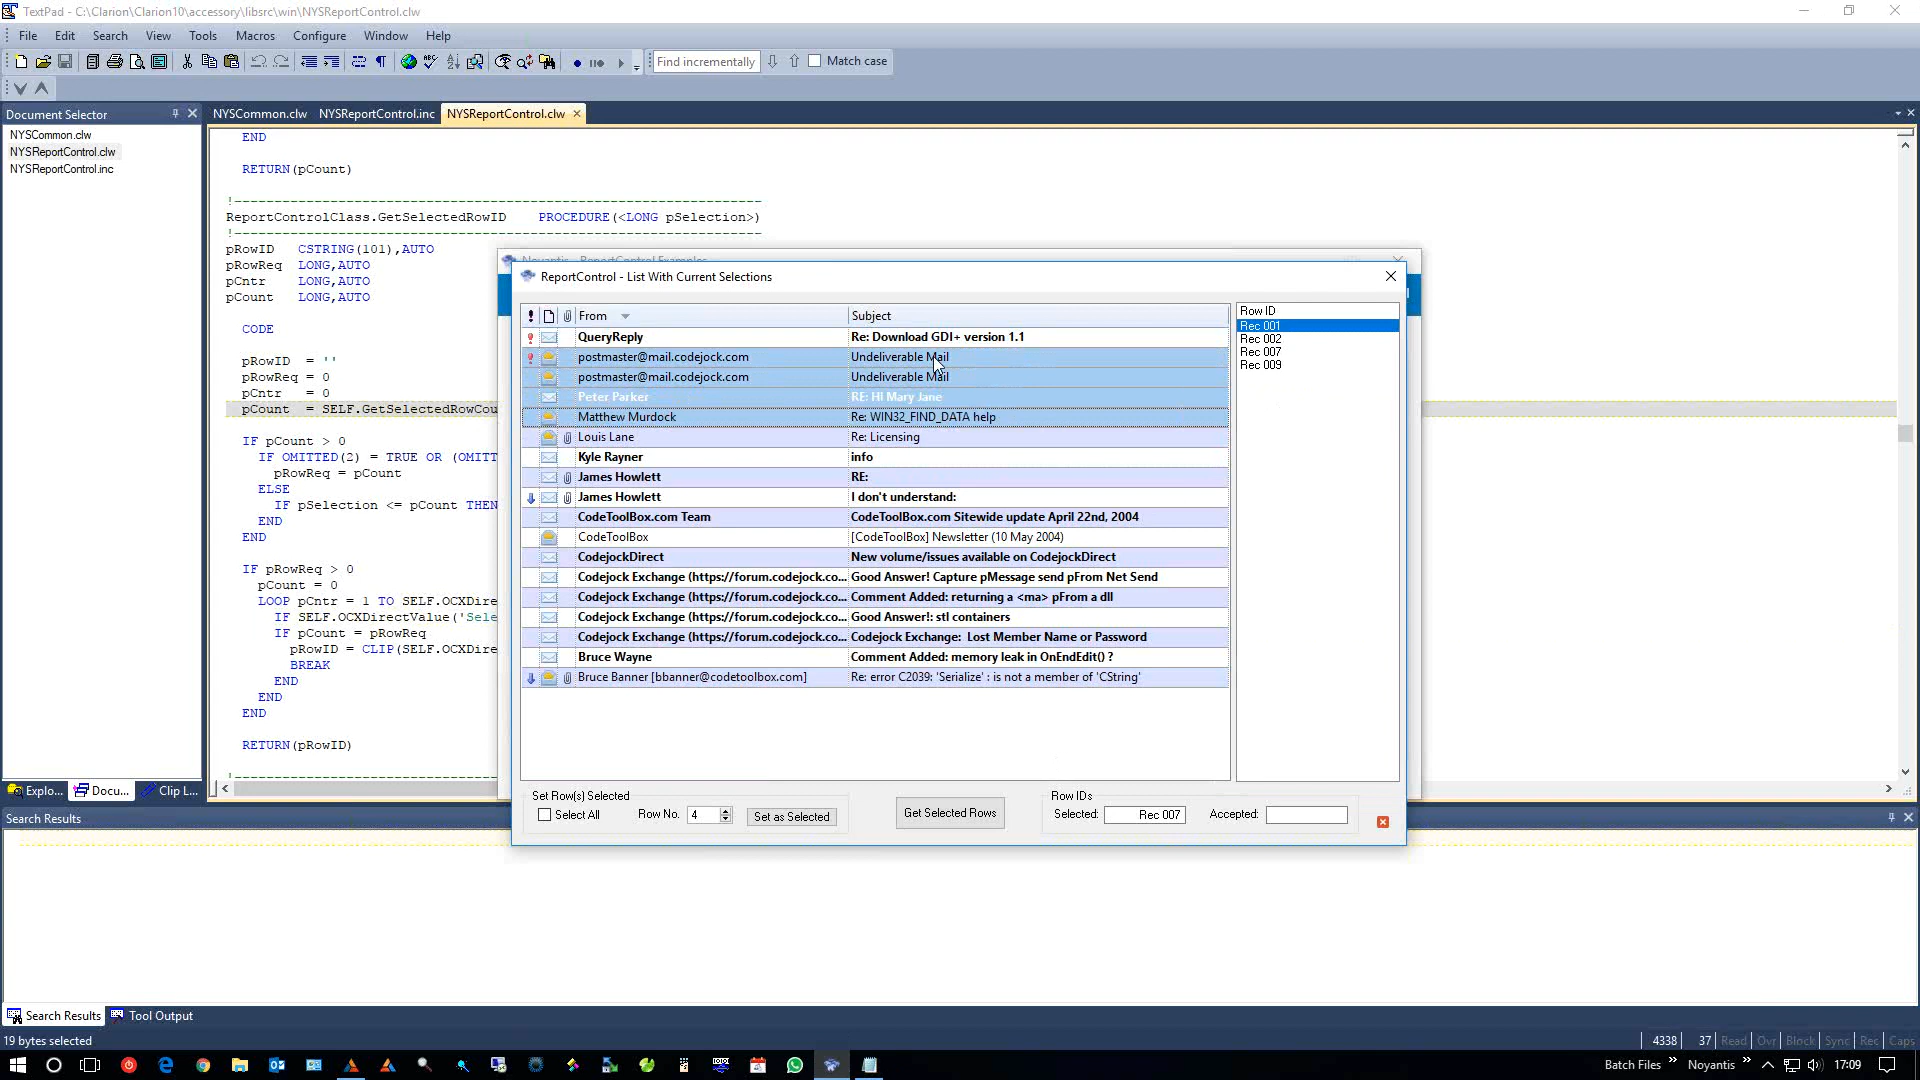 TextPad - C:\Clarion\Clarion10\accessory\libsrc\win\NYSReportControl.clw
File Edit Search View Tools Macros Configure Window Help
Find incrementally Match case
Document Selector
NYSCommon.clw
NYSReportControl.clw
NYSReportControl.inc
NYSCommon.clw NYSReportControl.inc NYSReportControl.clw
END
RETURN(pCount)
!------------------------------------------------------------------
ReportControlClass.GetSelectedRowID    PROCEDURE(<LONG pSelection>)
!------------------------------------------------------------------
pRowID   CSTRING(101),AUTO
pRowReq  LONG,AUTO
pCntr    LONG,AUTO
pCount   LONG,AUTO
CODE
pRowID  = ''
pRowReq = 0
pCntr   = 0
pCount  = SELF.GetSelectedRowCou
IF pCount > 0
IF OMITTED(2) = TRUE OR (OMITT
pRowReq = pCount
ELSE
IF pSelection <= pCount THEN
END
END
IF pRowReq > 0
pCount = 0
LOOP pCntr = 1 TO SELF.OCXDire
IF SELF.OCXDirectValue('Sele
IF pCount = pRowReq
pRowID = CLIP(SELF.OCXDire
BREAK
END
END
END
RETURN(pRowID)
Noyantis - ReportControl Examples
ReportControl - List With Current Selections
From Subject
QueryReply Re: Download GDI+ version 1.1
postmaster@mail.codejock.com Undeliverable Mail
postmaster@mail.codejock.com Undeliverable Mail
Peter Parker RE: HI Mary Jane
Matthew Murdock Re: WIN32_FIND_DATA help
Louis Lane Re: Licensing
Kyle Rayner info
James Howlett RE:
James Howlett I don't understand:
CodeToolBox.com Team CodeToolBox.com Sitewide update April 22nd, 2004
CodeToolBox [CodeToolBox] Newsletter (10 May 2004)
CodejockDirect New volume/issues available on CodejockDirect
Codejock Exchange (https://forum.codejock.co... Good Answer! Capture pMessage send pFrom Net Send
Codejock Exchange (https://forum.codejock.co... Comment Added: returning a <ma> pFrom a dll
Codejock Exchange (https://forum.codejock.co... Good Answer!: stl containers
Codejock Exchange (https://forum.codejock.co... Codejock Exchange:  Lost Member Name or Password
Bruce Wayne Comment Added: memory leak in OnEndEdit() ?
Bruce Banner [bbanner@codetoolbox.com] Re: error C2039: 'Serialize' : is not a member of 'CString'
Row ID
Rec 001
Rec 002
Rec 007
Rec 009
Set Row(s) Selected
Select All Row No. 4 Set as Selected
Get Selected Rows
Row IDs
Selected: Rec 007 Accepted:
Explo... Docu... Clip L...
Search Results
Search Results Tool Output
19 bytes selected
4338 37 Read Ovr Block Sync Rec Caps
Batch Files Noyantis 17:09